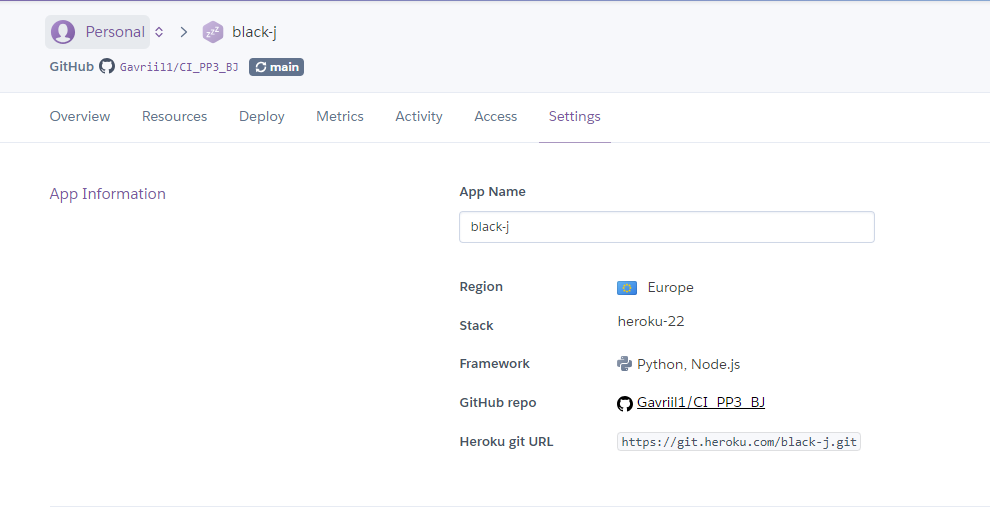 Personal black-j
GitHub Gavriil1/CI_PP3_BJ main
Overview Resources Deploy Metrics Activity Access Settings
App Information
App Name
black-j
Region Europe
Stack heroku-22
Framework Python, Node.js
GitHub repo Gavriil1/CI_PP3_BJ
Heroku git URL https://git.heroku.com/black-j.git